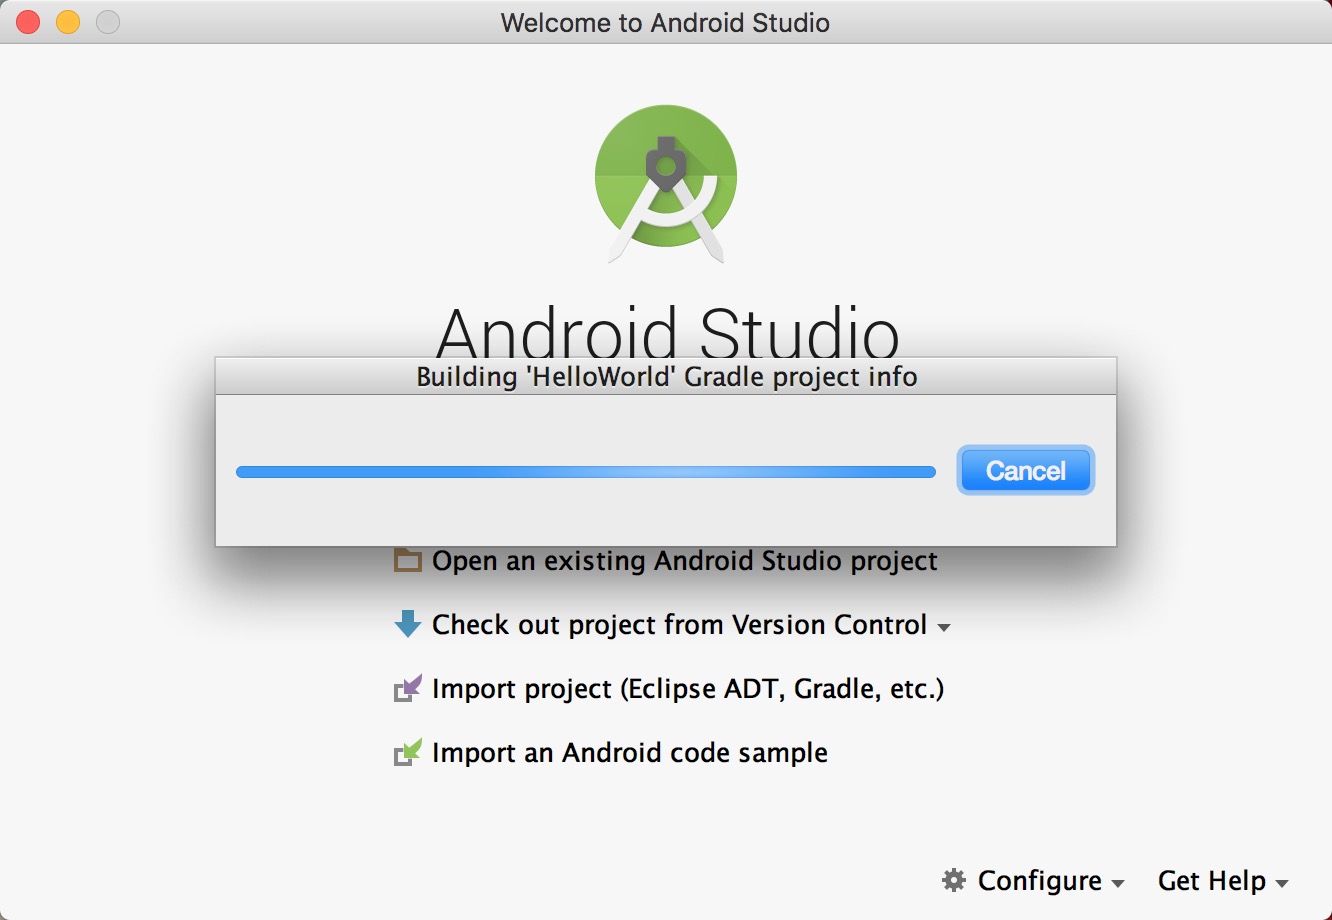 Welcome to Android Studio
Android Studio
Building 'HelloWorld' Gradle project info
Cancel
Open an existing Android Studio project
Check out project from Version Control
Import project (Eclipse ADT, Gradle, etc.)
Import an Android code sample
Configure
Get Help